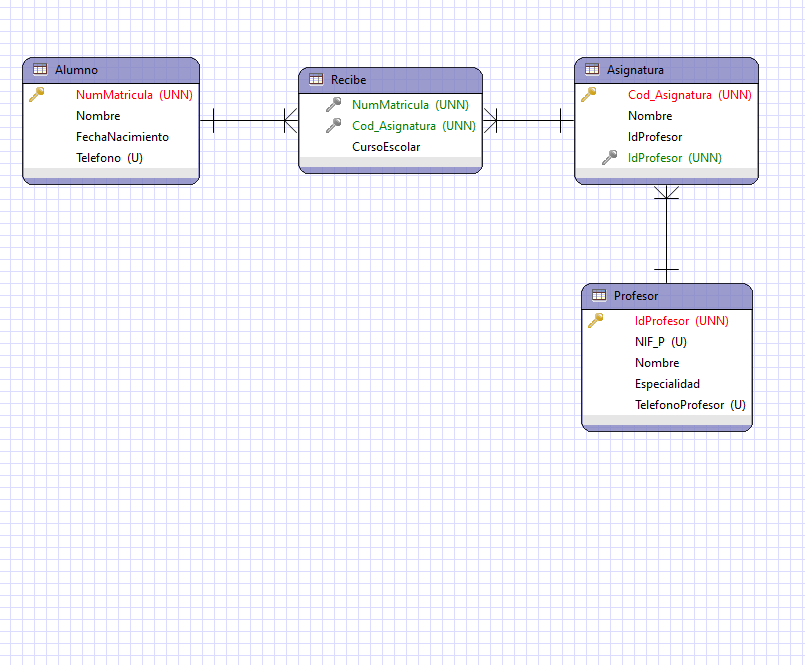 Alumno
NumMatricula (UNN)
Nombre
FechaNacimiento
Telefono (U)
Recibe
NumMatricula (UNN)
Cod_Asignatura (UNN)
CursoEscolar
Asignatura
Cod_Asignatura (UNN)
Nombre
IdProfesor
IdProfesor (UNN)
Profesor
IdProfesor (UNN)
NIF_P (U)
Nombre
Especialidad
TelefonoProfesor (U)